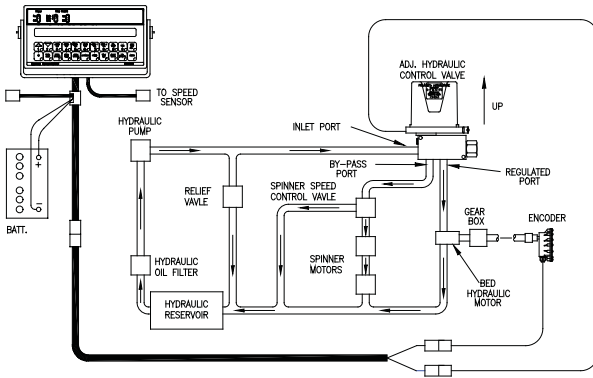 TO SPEED
SENSOR
BATT.
+
−
HYDRAULIC
PUMP
HYDRAULIC
OIL FILTER
HYDRAULIC
RESERVOIR
RELIEF
VAVLE
SPINNER SPEED
CONTROL VAVLE
SPINNER
MOTORS
ADJ. HYDRAULIC
CONTROL VALVE
UP
INLET PORT
BY-PASS
PORT
REGULATED
PORT
GEAR
BOX
ENCODER
BED
HYDRAULIC
MOTOR